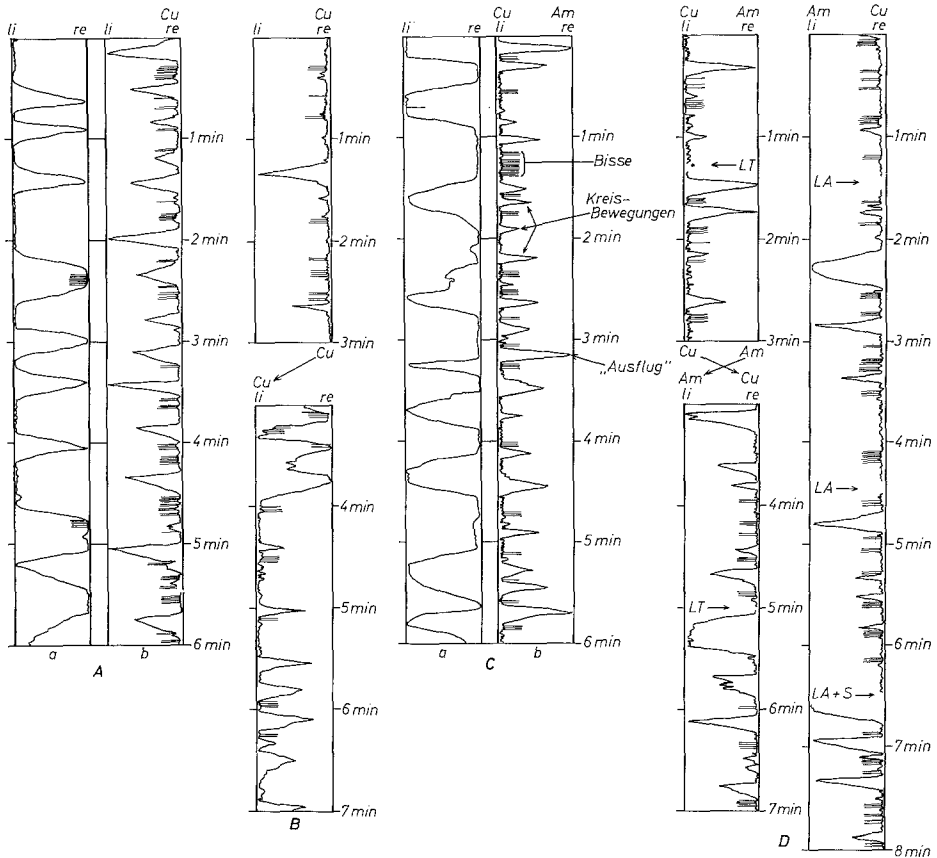 Cu
li re li re
1 min
2 min
3 min
4 min
5 min
6 min
a b
A
Cu
li re
1 min
2 min
3 min
Cu
Cu
li re
4 min
5 min
6 min
7 min
B
Cu Am
li re li re
1 min
Bisse
Kreis-
Bewegungen
2 min
3 min
„Ausflug"
4 min
5 min
6 min
a b
C
Cu Am
li re
1 min
LT
2 min
3 min
Cu Am
Am Cu
li re
4 min
LT
5 min
6 min
7 min
Am Cu
li re
1 min
LA
2 min
3 min
4 min
LA
5 min
6 min
LA + S
7 min
8 min
D